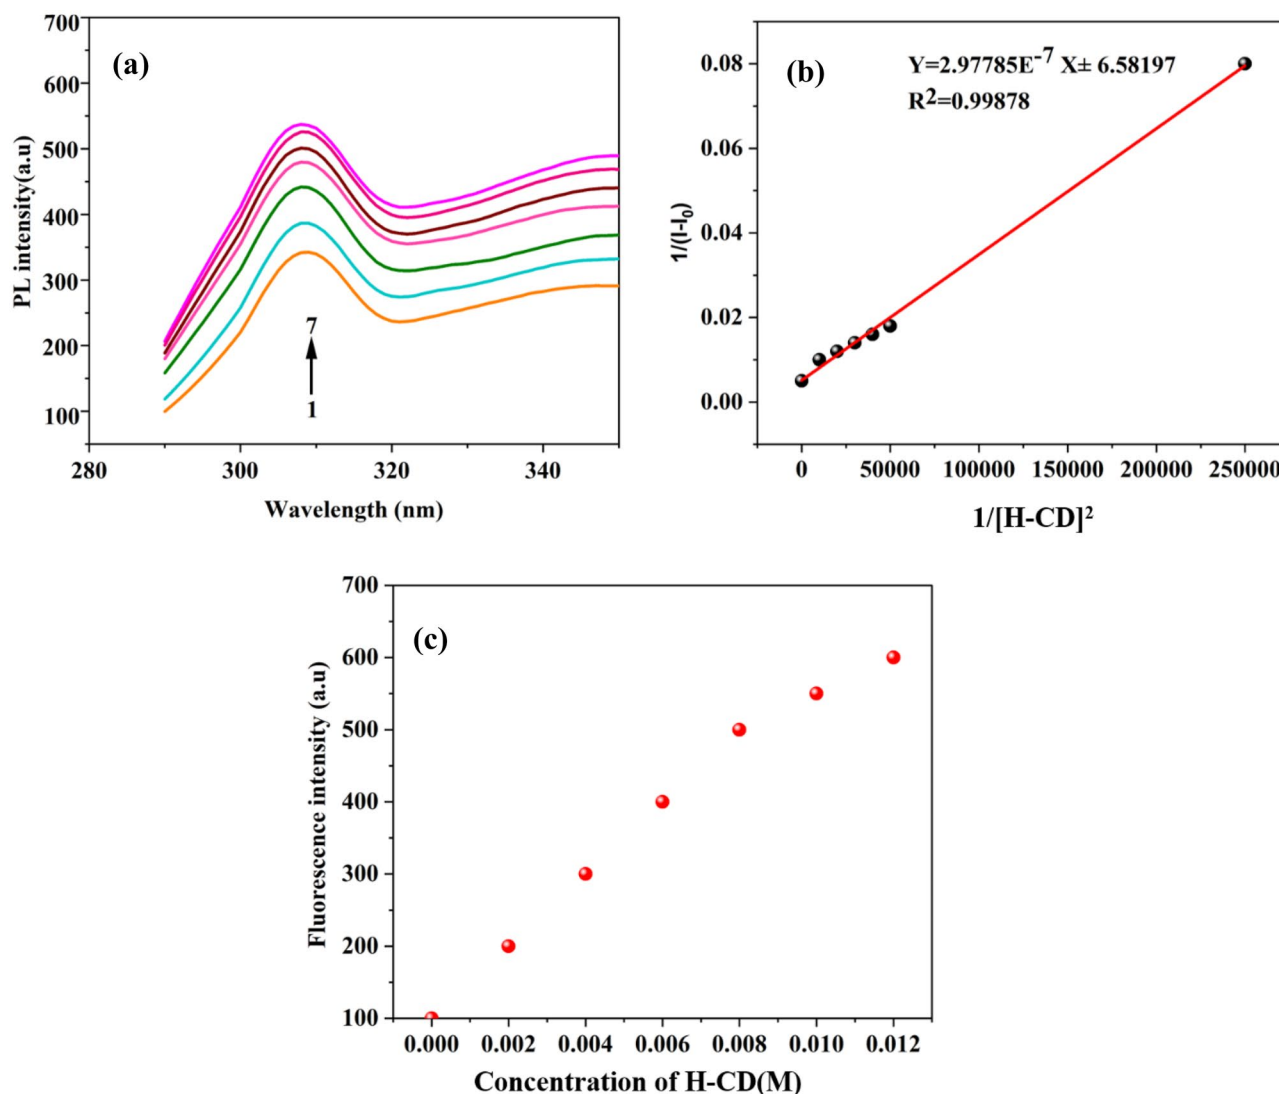 (a)
700
600
500
400
300
200
100
PL intensity(a.u)
7
1
280 300 320 340
Wavelength (nm)
(b)
Y=2.97785E⁻⁷ X± 6.58197
R²=0.99878
0.08
0.06
0.04
0.02
0.00
1/(I-I₀)
0 50000 100000 150000 200000 250000
1/[H-CD]²
(c)
700
600
500
400
300
200
100
Fluorescence intensity (a.u)
0.000 0.002 0.004 0.006 0.008 0.010 0.012
Concentration of H-CD(M)